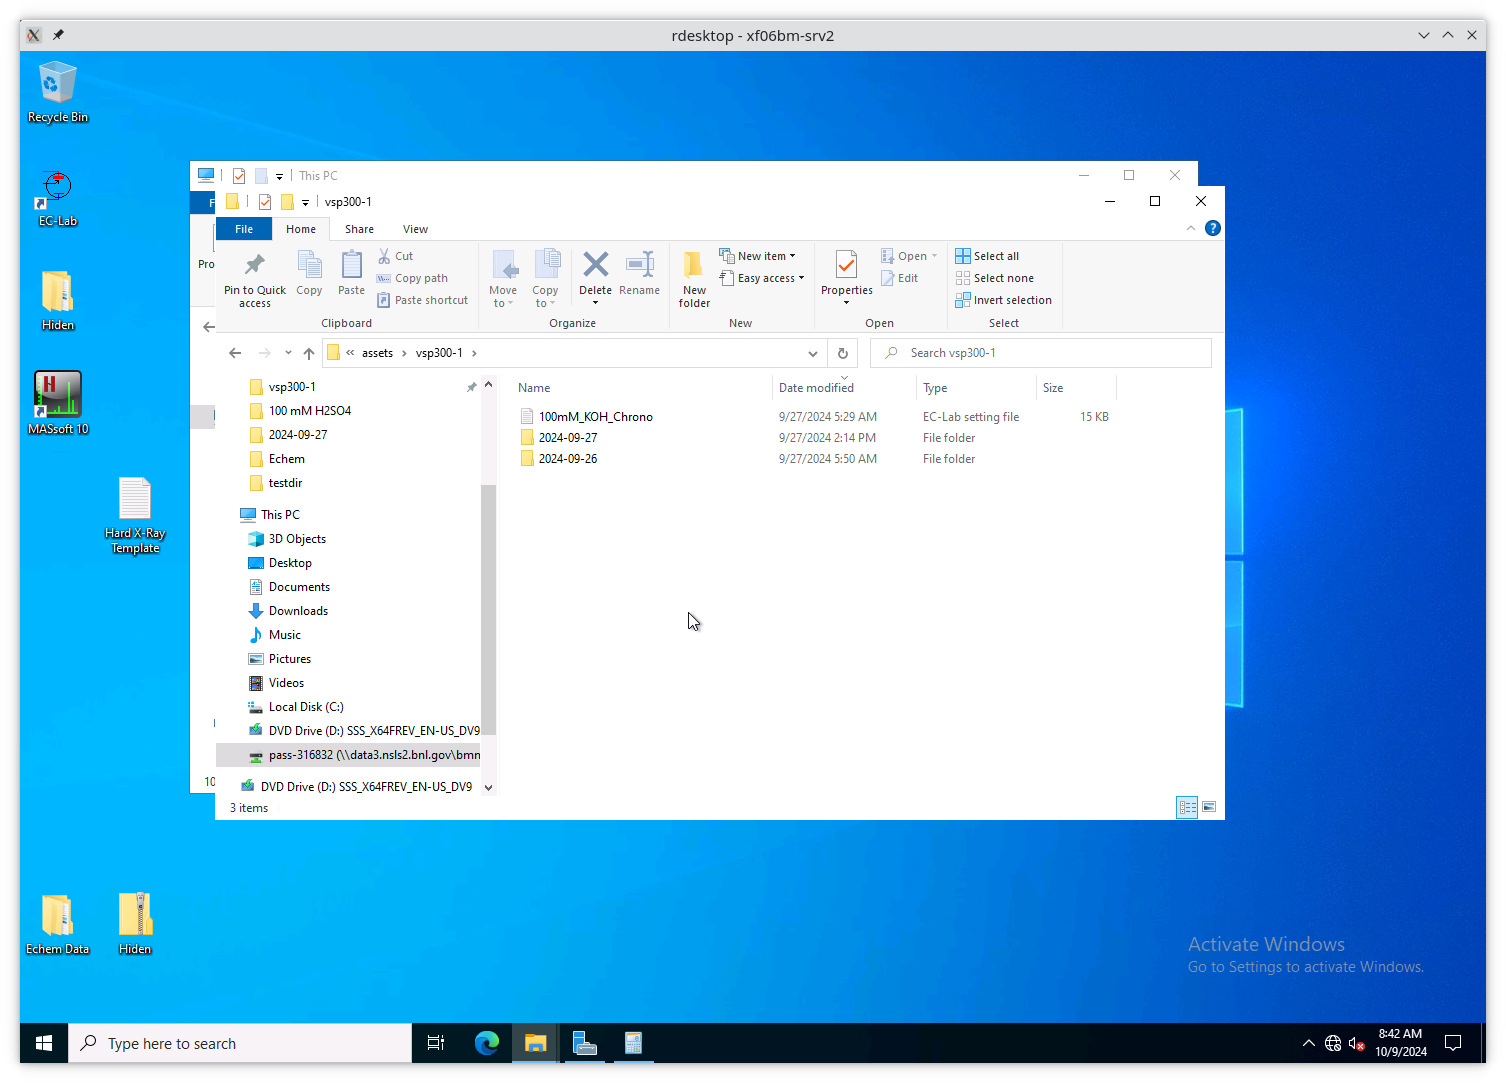 rdesktop - xf06bm-srv2
Recycle Bin
EC-Lab
Hiden
MASsoft 10
Hard X-Ray
Template
Echem Data
Hiden
This PC
vsp300-1
File
Home
Share
View
Pin to Quick
access
Copy
Paste
Cut
Copy path
Paste shortcut
Clipboard
Move
to
Copy
to
Delete
Rename
Organize
New
folder
New item
Easy access
New
Properties
Open
Edit
Open
Select all
Select none
Invert selection
Select
Pro
« assets › vsp300-1 ›
Search vsp300-1
vsp300-1
100 mM H2SO4
2024-09-27
Echem
testdir
This PC
3D Objects
Desktop
Documents
Downloads
Music
Pictures
Videos
Local Disk (C:)
DVD Drive (D:) SSS_X64FREV_EN-US_DV9
pass-316832 (\\data3.nsls2.bnl.gov\bmn
DVD Drive (D:) SSS_X64FREV_EN-US_DV9
Name Date modified Type Size
100mM_KOH_Chrono 9/27/2024 5:29 AM EC-Lab setting file 15 KB
2024-09-27 9/27/2024 2:14 PM File folder
2024-09-26 9/27/2024 5:50 AM File folder
10
3 items
Activate Windows
Go to Settings to activate Windows.
Type here to search
8:42 AM
10/9/2024